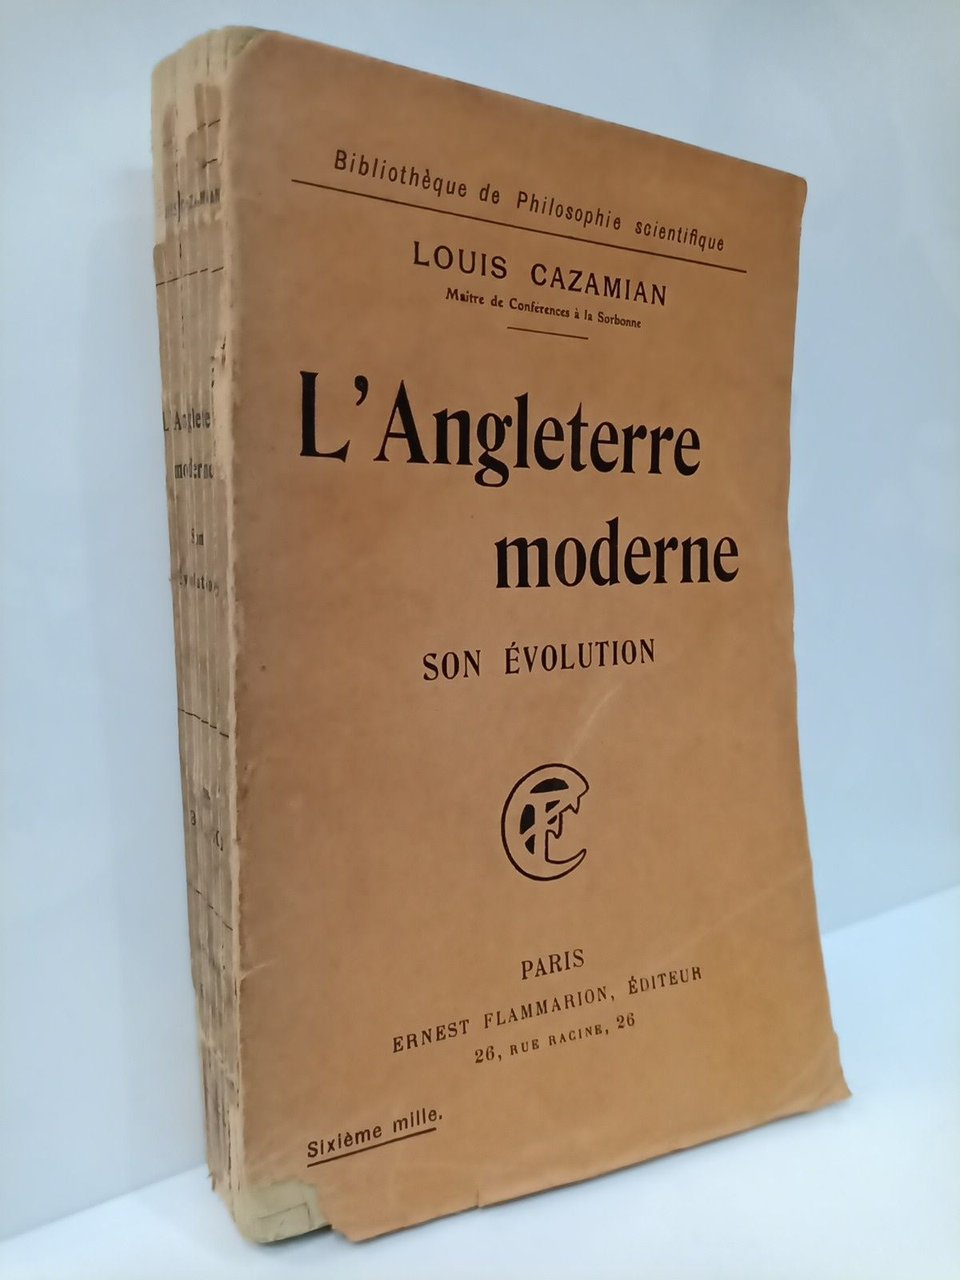 Bibliothèque de Philosophie scientifique
LOUIS CAZAMIAN
Maître de Conférences à la Sorbonne
L'Angleterre
moderne
SON ÉVOLUTION
PARIS
ERNEST FLAMMARION, ÉDITEUR
26, RUE RACINE, 26
Sixième mille.